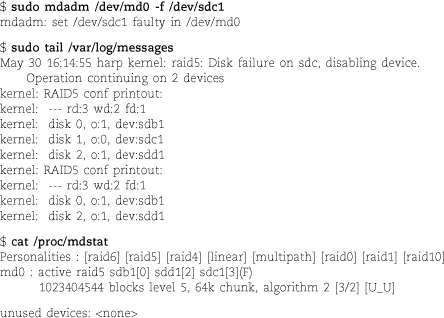 $ sudo mdadm /dev/md0 -f /dev/sdc1
mdadm: set /dev/sdc1 faulty in /dev/md0
$ sudo tail /var/log/messages
May 30 16:14:55 harp kernel: raid5: Disk failure on sdc, disabling device.
Operation continuing on 2 devices
kernel: RAID5 conf printout:
kernel: --- rd:3 wd:2 fd:1
kernel: disk 0, o:1, dev:sdb1
kernel: disk 1, o:0, dev:sdc1
kernel: disk 2, o:1, dev:sdd1
kernel: RAID5 conf printout:
kernel: --- rd:3 wd:2 fd:1
kernel: disk 0, o:1, dev:sdb1
kernel: disk 2, o:1, dev:sdd1
$ cat /proc/mdstat
Personalities : [raid6] [raid5] [raid4] [linear] [multipath] [raid0] [raid1] [raid10]
md0 : active raid5 sdb1[0] sdd1[2] sdc1[3](F)
1023404544 blocks level 5, 64k chunk, algorithm 2 [3/2] [U_U]
unused devices: <none>